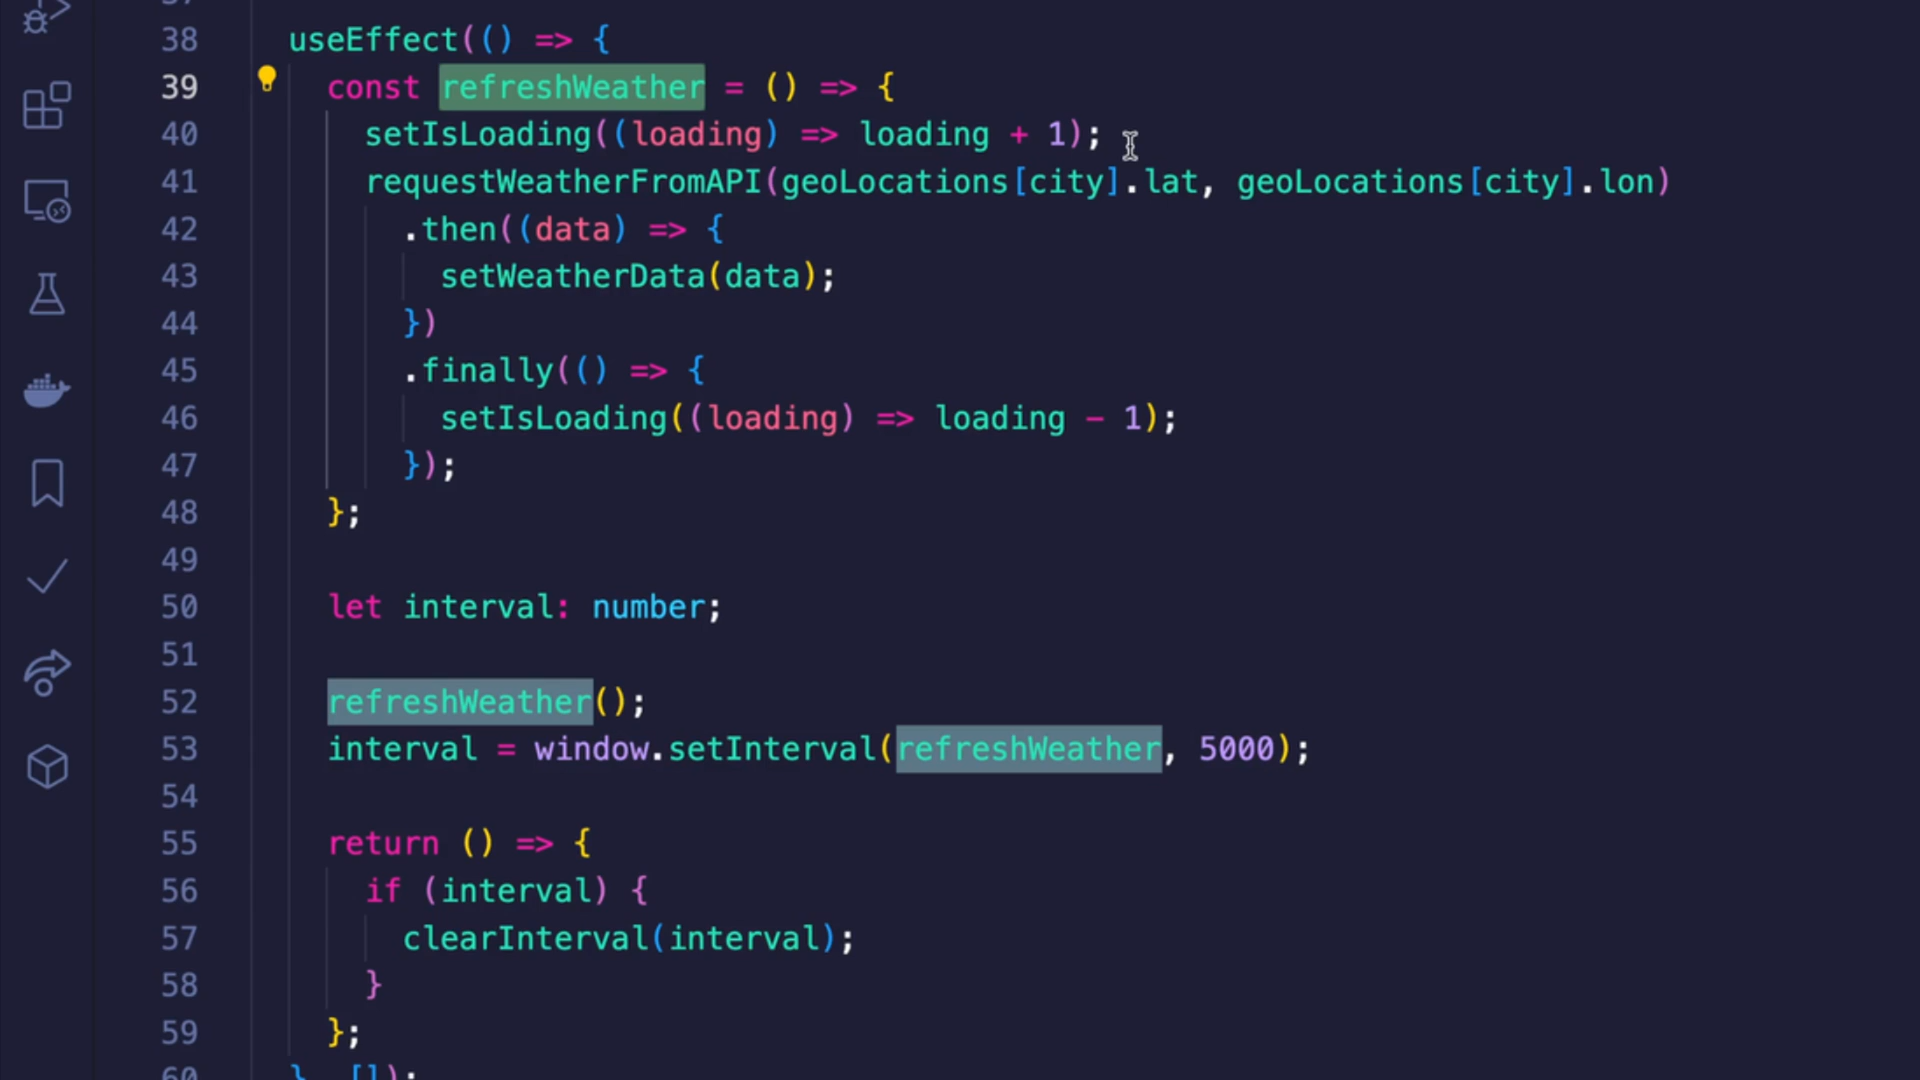 38 useEffect(() => {
39 const refreshWeather = () => {
40 setIsLoading((loading) => loading + 1);
41 requestWeatherFromAPI(geoLocations[city].lat, geoLocations[city].lon)
42 .then((data) => {
43 setWeatherData(data);
44 })
45 .finally(() => {
46 setIsLoading((loading) => loading - 1);
47 });
48 };
49
50 let interval: number;
51
52 refreshWeather();
53 interval = window.setInterval(refreshWeather, 5000);
54
55 return () => {
56 if (interval) {
57 clearInterval(interval);
58 }
59 };
60 }, []);